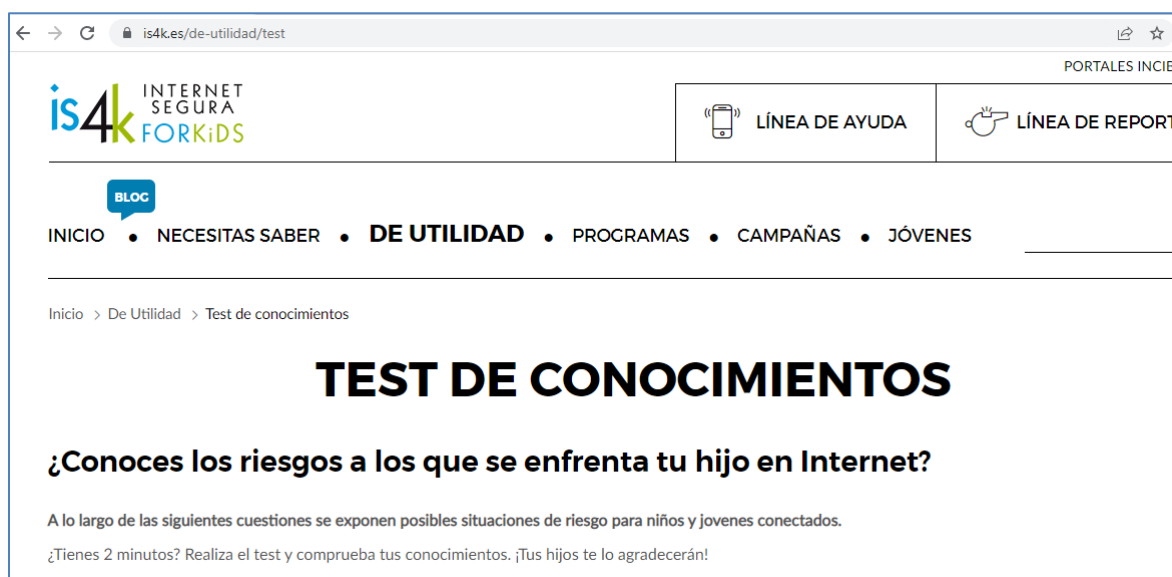 is4k.es/de-utilidad/test
PORTALES INCIB
is4k INTERNET
SEGURA
FORKiDS
LÍNEA DE AYUDA
LÍNEA DE REPORT
BLOG
INICIO • NECESITAS SABER • DE UTILIDAD • PROGRAMAS • CAMPAÑAS • JÓVENES
Inicio > De Utilidad > Test de conocimientos
TEST DE CONOCIMIENTOS
¿Conoces los riesgos a los que se enfrenta tu hijo en Internet?
A lo largo de las siguientes cuestiones se exponen posibles situaciones de riesgo para niños y jovenes conectados.
¿Tienes 2 minutos? Realiza el test y comprueba tus conocimientos. ¡Tus hijos te lo agradecerán!